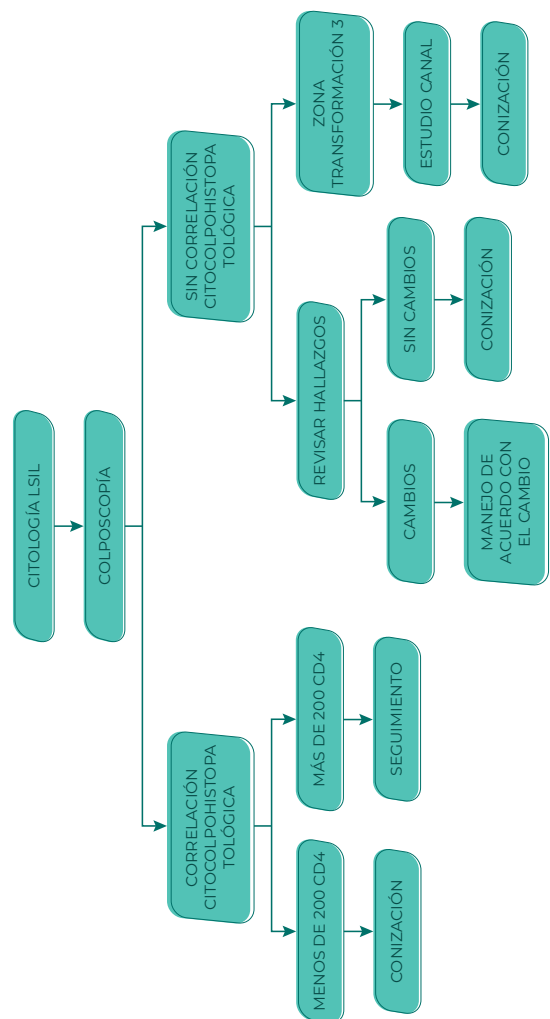 CITOLOGÍA LSIL
COLPOSCOPÍA
CORRELACIÓN
CITOCOLPOHISTOPA
TOLÓGICA
SIN CORRELACIÓN
CITOCOLPOHISTOPA
TOLÓGICA
MENOS DE 200 CD4
MÁS DE 200 CD4
REVISAR HALLAZGOS
ZONA
TRANSFORMACIÓN 3
CONIZACIÓN
SEGUIMIENTO
CAMBIOS
SIN CAMBIOS
ESTUDIO CANAL
MANEJO DE
ACUERDO CON
EL CAMBIO
CONIZACIÓN
CONIZACIÓN